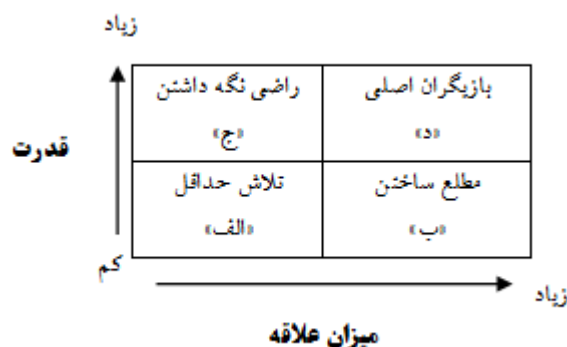 زیاد
بازیگران اصلی
«د»
راضی نگه داشتن
«ج»
قدرت
مطلع ساختن
«ب»
تلاش حداقل
«الف»
کم
زیاد
میزان علاقه